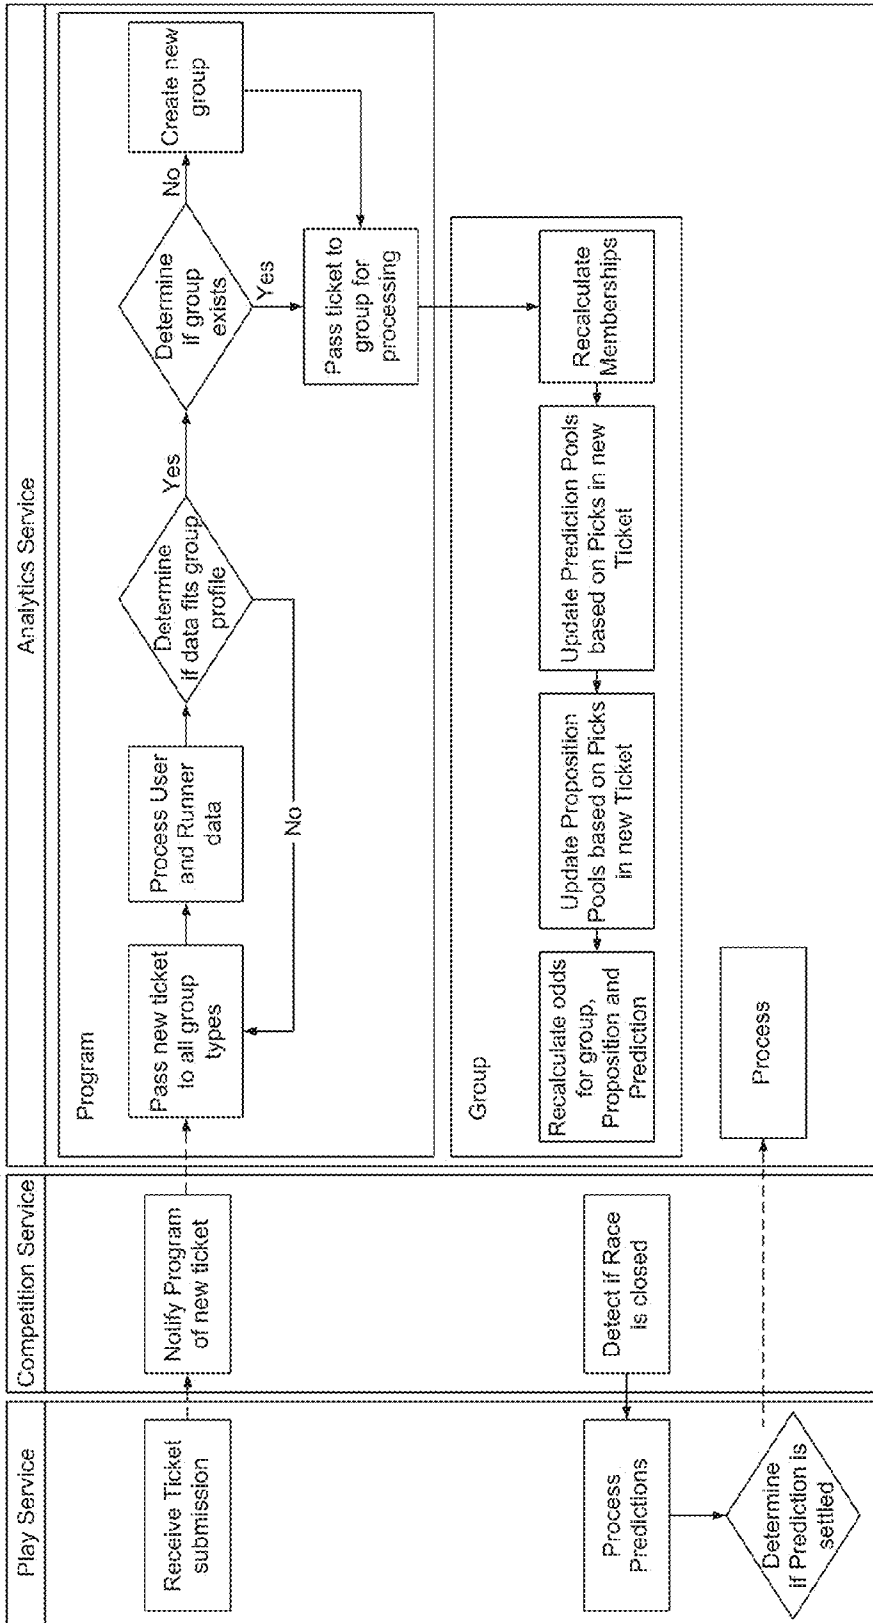 Play Service
Competition Service
Analytics Service
Receive Ticket
submission
Notify Program
of new ticket
Program
Pass new ticket
to all group
types
Process User
and Runner
data
Determine
if data fits group
profile
Yes
No
Determine
if group
exists
No
Create new
group
Yes
Pass ticket to
group for
processing
Group
Recalculate
Memberships
Update Prediction Pools
based on Picks in new
Ticket
Update Proposition
Pools based on Picks
in new Ticket
Recalculate odds
for group,
Proposition and
Prediction
Detect if Race
is closed
Process
Predictions
Determine
if Prediction is
settled
Process